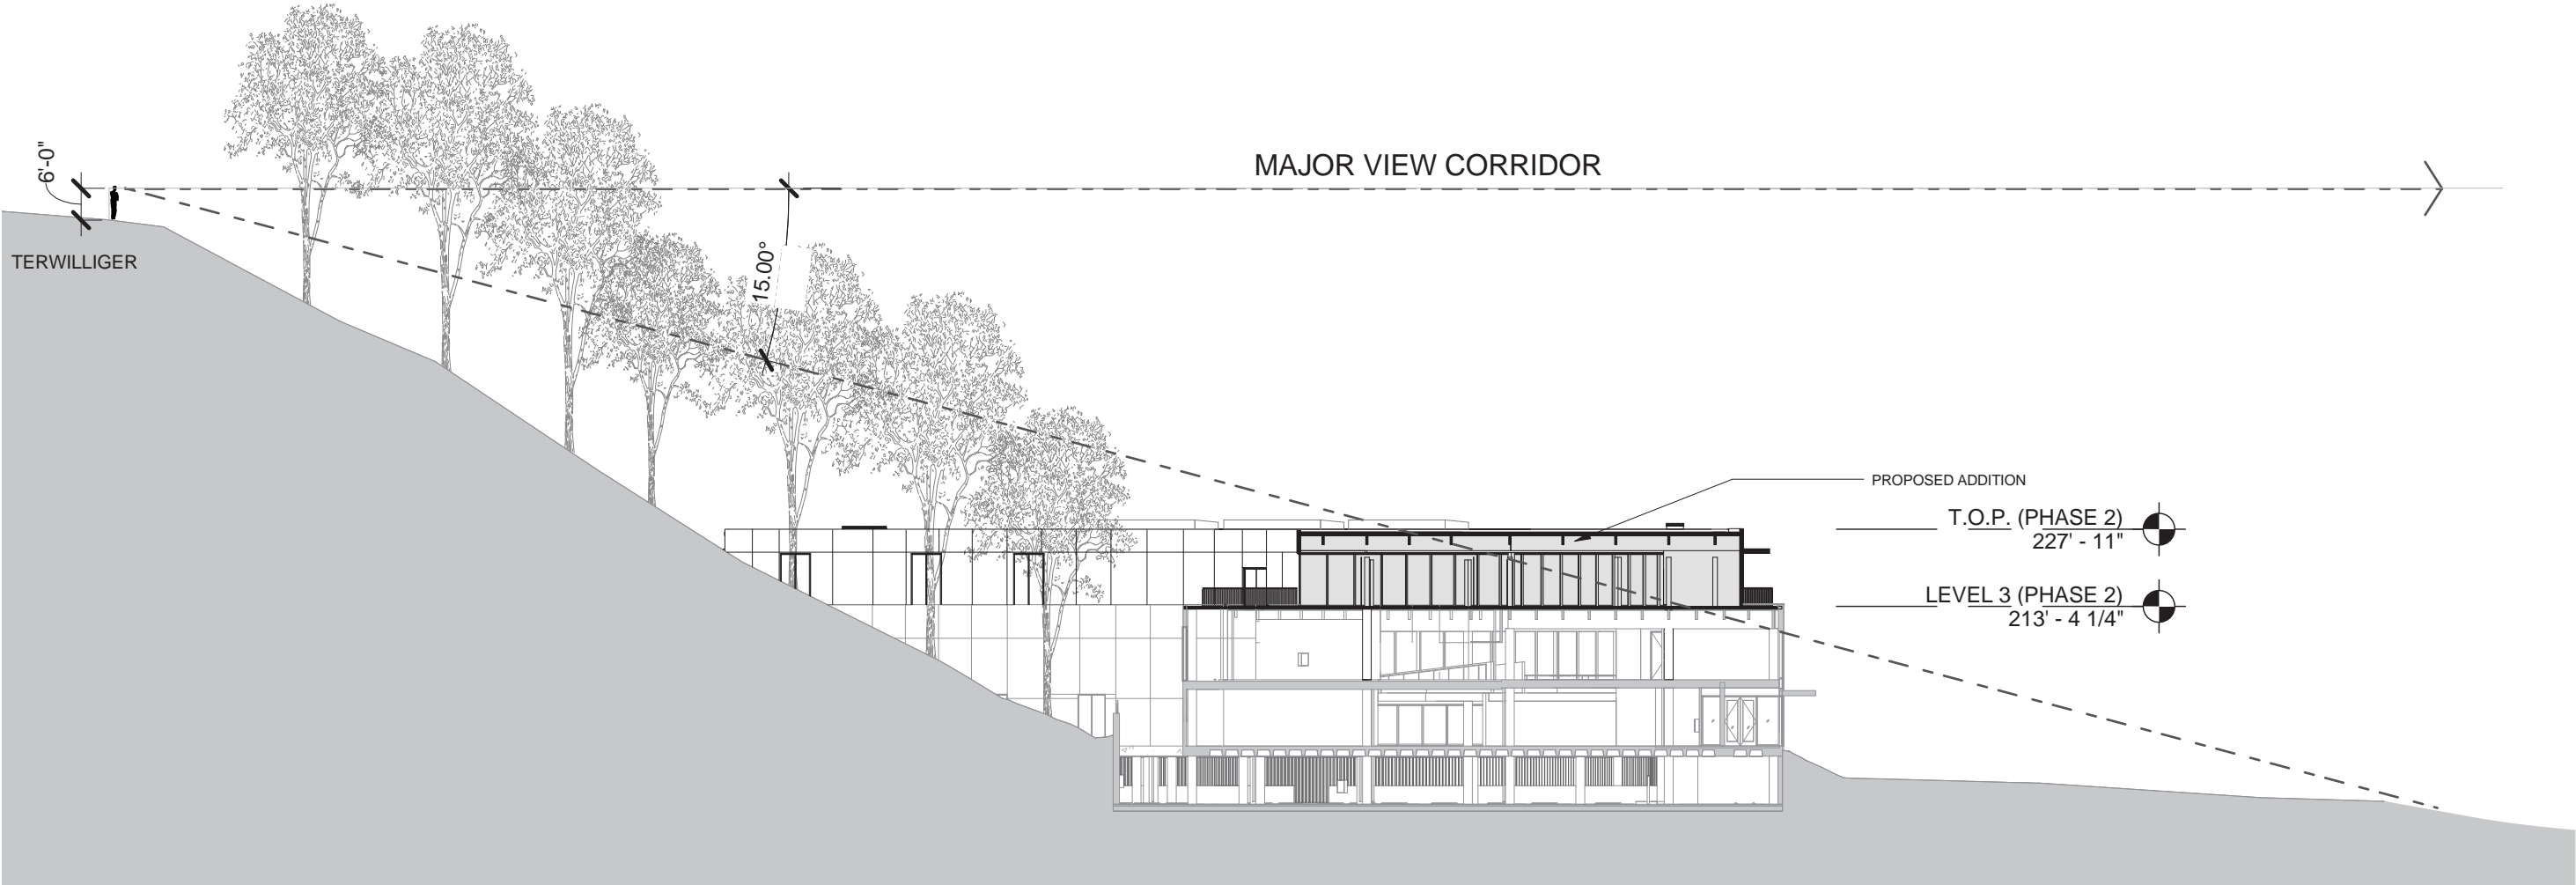 MAJOR VIEW CORRIDOR
6'-0"
TERWILLIGER
15.00°
PROPOSED ADDITION
T.O.P. (PHASE 2)
227' - 11"
LEVEL 3 (PHASE 2)
213' - 4 1/4"